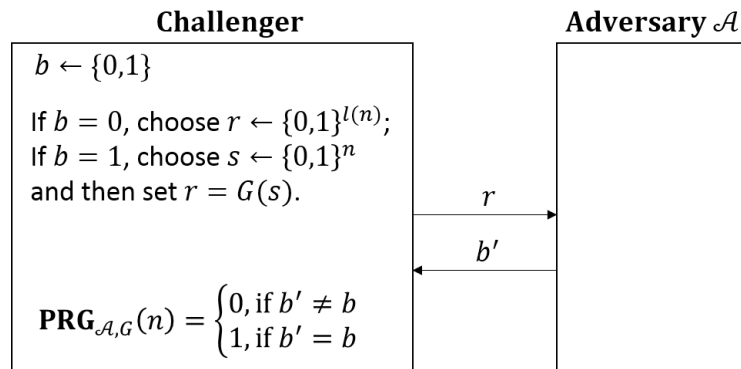 Challenger
Adversary 𝒜
b ← {0,1}
If b = 0, choose r ← {0,1}^{l(n)};
If b = 1, choose s ← {0,1}^n
and then set r = G(s).
r
b′
PRG_{𝒜,G}(n) = {0, if b′ ≠ b
1, if b′ = b